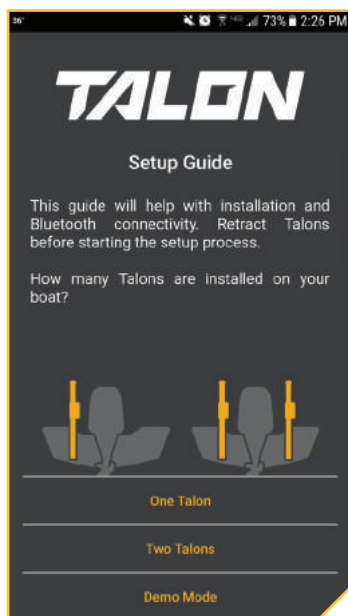 36° 73% 2:26 PM
TALON
Setup Guide
This guide will help with installation and
Bluetooth connectivity. Retract Talons
before starting the setup process.
How many Talons are installed on your
boat?
One Talon
Two Talons
Demo Mode